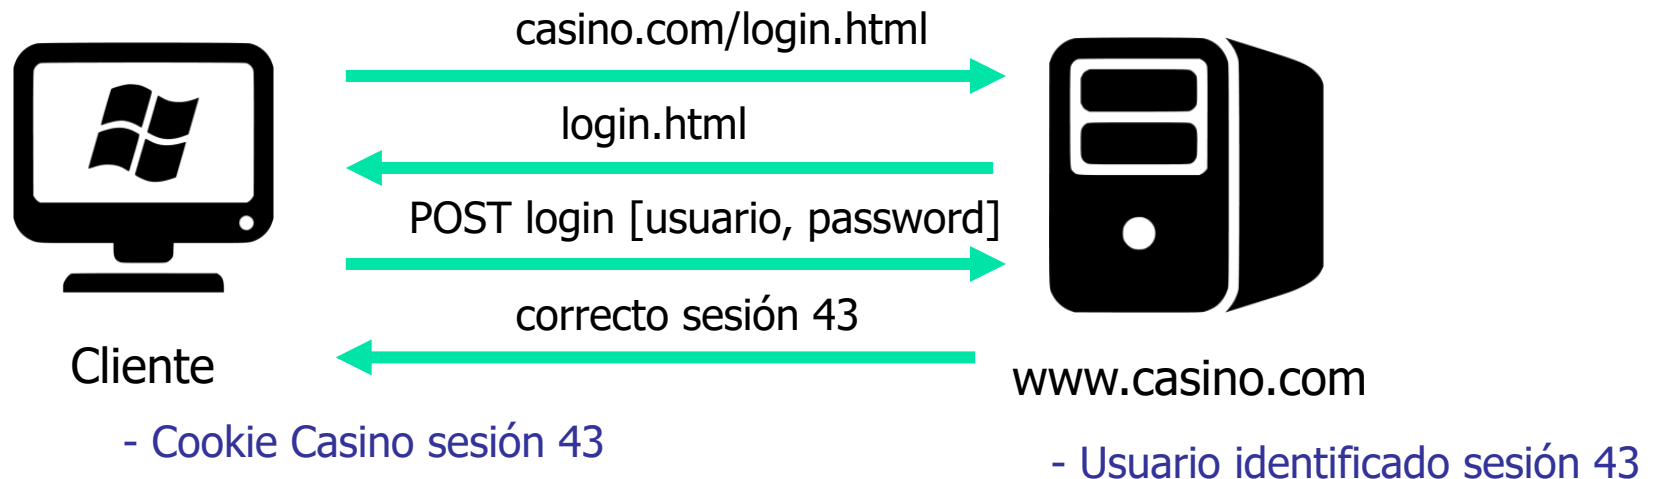 casino.com/login.html
login.html
POST login [usuario, password]
correcto sesión 43
Cliente
www.casino.com
- Cookie Casino sesión 43
- Usuario identificado sesión 43